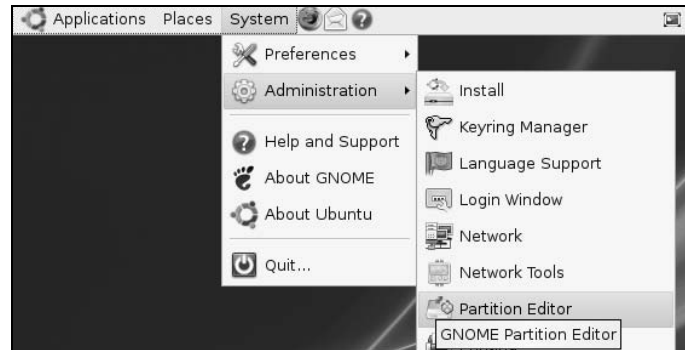 Applications Places System
Preferences
Administration
Help and Support
About GNOME
About Ubuntu
Quit...
Install
Keyring Manager
Language Support
Login Window
Network
Network Tools
Partition Editor
GNOME Partition Editor